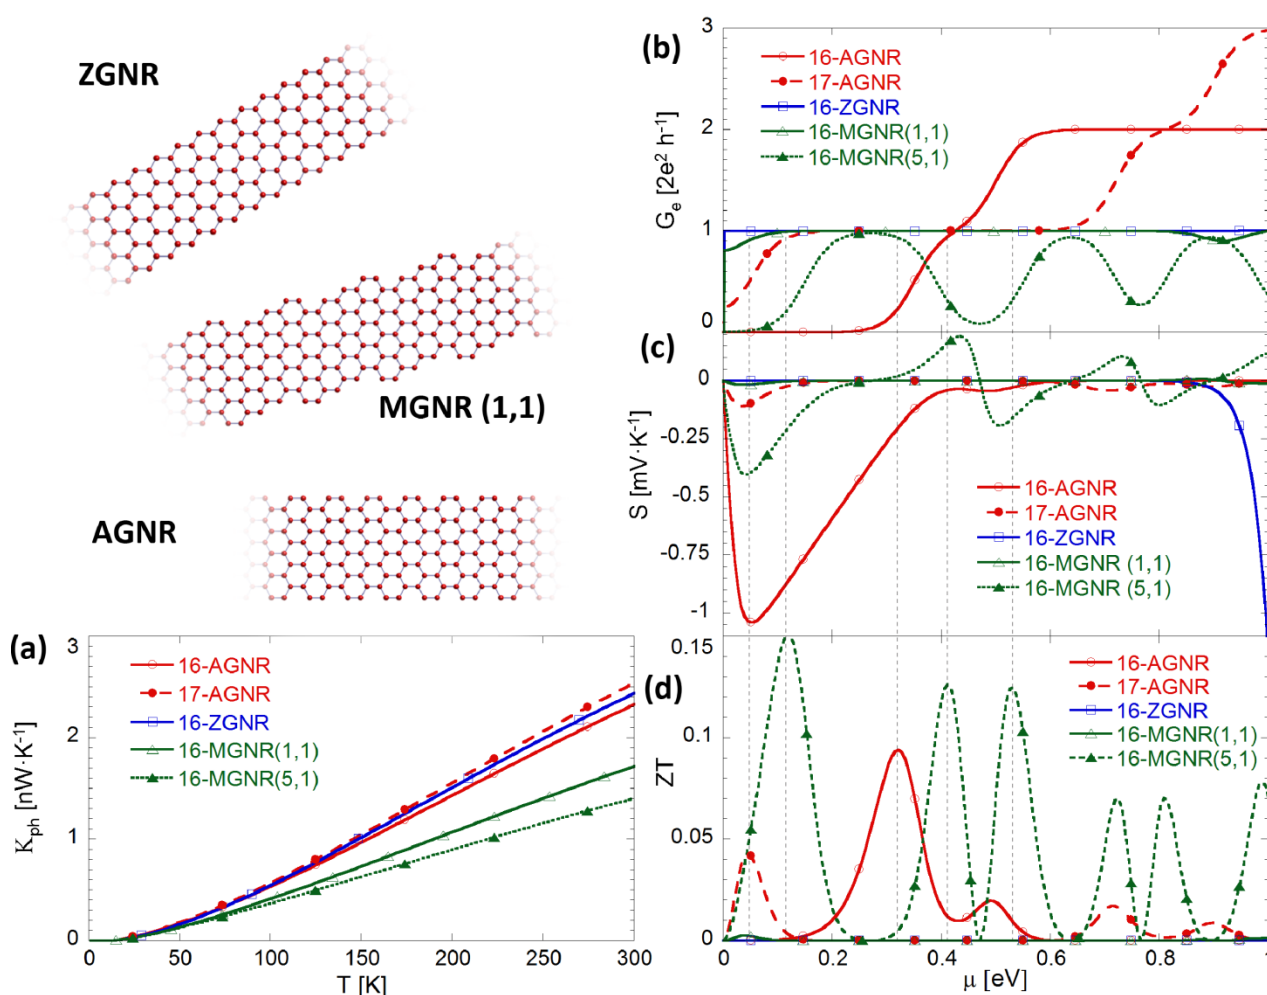 ZGNR
MGNR (1,1)
AGNR
(a)
3
2
1
0
K_ph [nW·K⁻¹]
16-AGNR
17-AGNR
16-ZGNR
16-MGNR(1,1)
16-MGNR(5,1)
0
50
100
150
200
250
300
T [K]
(b)
3
2
1
0
G_e [2e² h⁻¹]
16-AGNR
17-AGNR
16-ZGNR
16-MGNR(1,1)
16-MGNR(5,1)
(c)
0
-0.25
-0.5
-0.75
-1
S [mV·K⁻¹]
16-AGNR
17-AGNR
16-ZGNR
16-MGNR (1,1)
16-MGNR (5,1)
(d)
0.15
0.1
0.05
0
ZT
16-AGNR
17-AGNR
16-ZGNR
16-MGNR(1,1)
16-MGNR(5,1)
0
0.2
0.4
0.6
0.8
μ [eV]